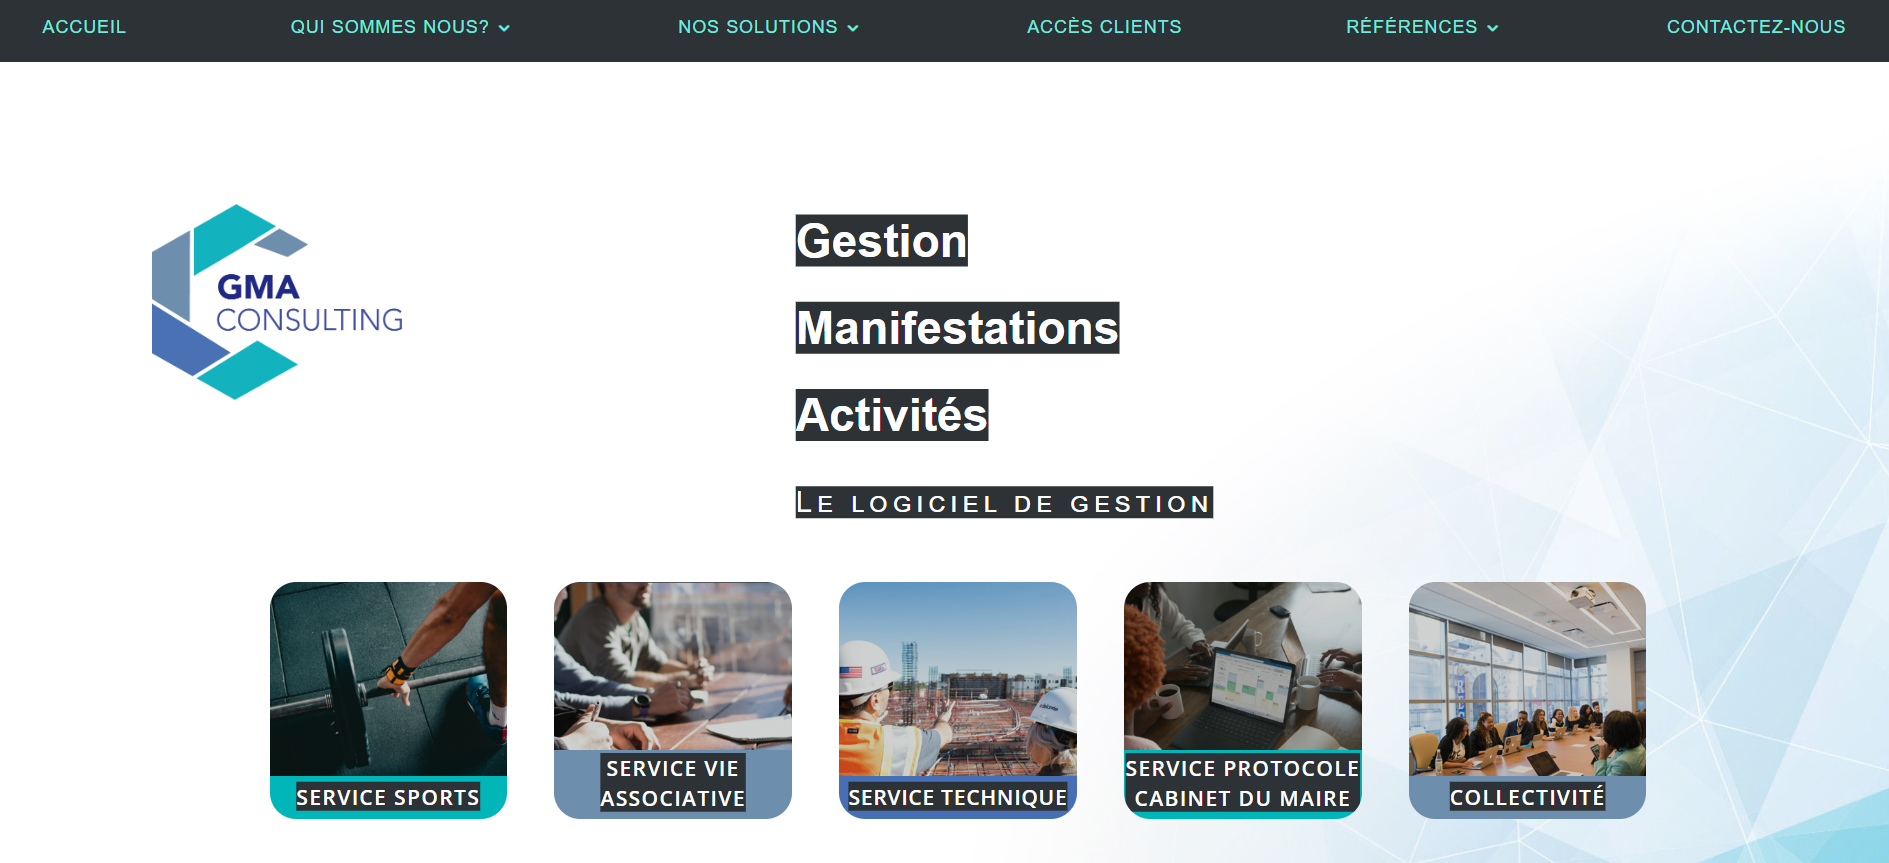 ACCUEIL
QUI SOMMES NOUS?
NOS SOLUTIONS
ACCÈS CLIENTS
RÉFÉRENCES
CONTACTEZ-NOUS
GMA
CONSULTING
Gestion
Manifestations
Activités
LE LOGICIEL DE GESTION
SERVICE SPORTS
SERVICE VIE
ASSOCIATIVE
SERVICE TECHNIQUE
SERVICE PROTOCOLE
CABINET DU MAIRE
COLLECTIVITÉ